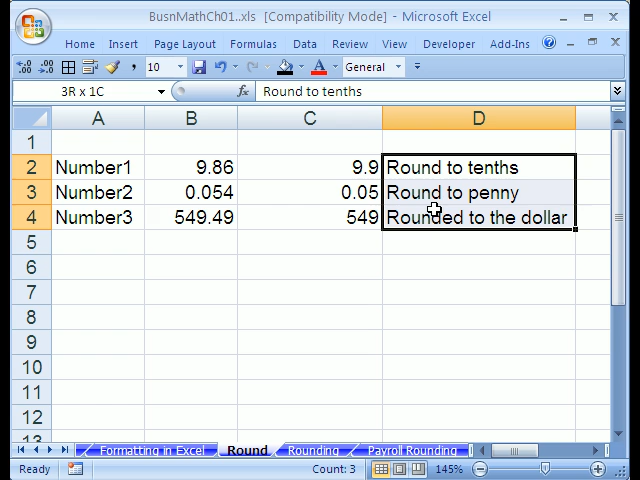 BusnMathCh01..xls [Compatibility Mode] - Microsoft Excel
Home Insert Page Layout Formulas Data Review View Developer Add-Ins
10 General
3R x 1C fx Round to tenths
A B C D
1
2 Number1 9.86 9.9 Round to tenths
3 Number2 0.054 0.05 Round to penny
4 Number3 549.49 549 Rounded to the dollar
5
6
7
8
9
10
11
12
13
Formatting in Excel Round Rounding Payroll Rounding
Ready Count: 3 145%